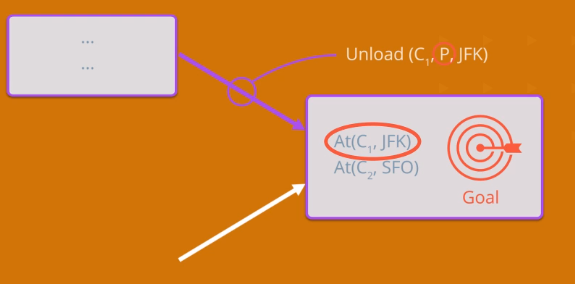 ...
...
Unload (C₁, P, JFK)
At(C₁, JFK)
At(C₂, SFO)
Goal